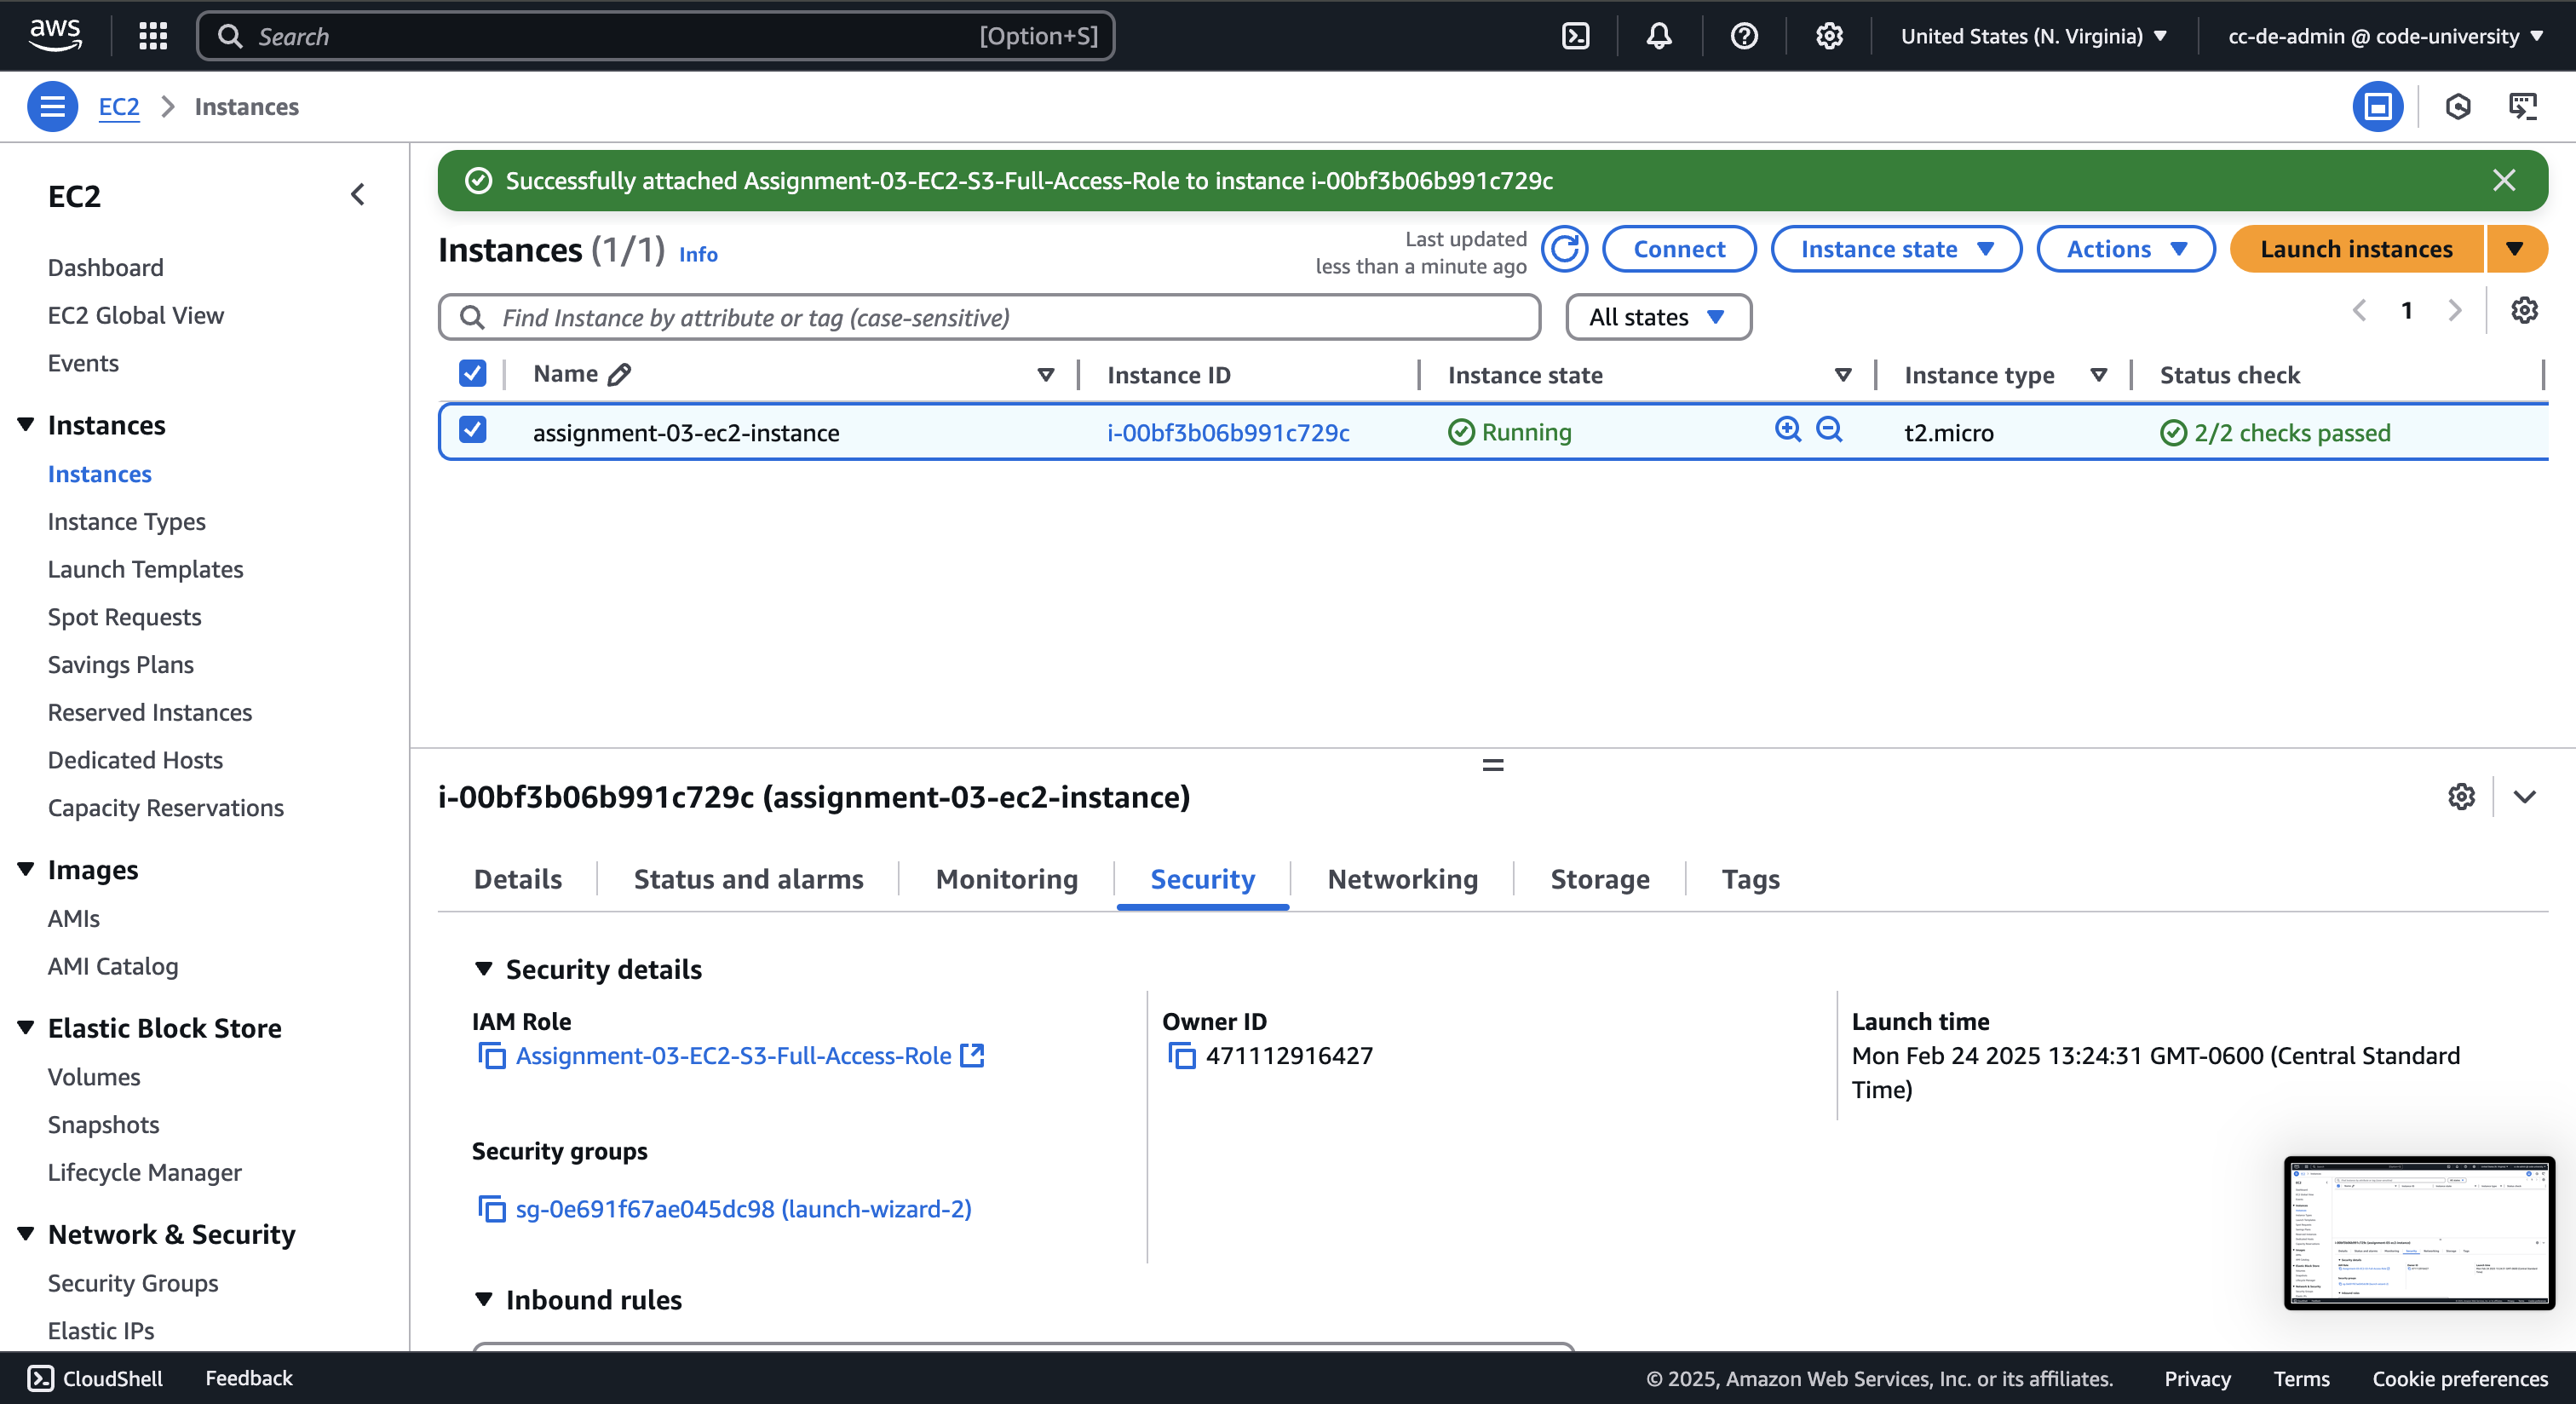 aws
Search
[Option+S]
United States (N. Virginia)
cc-de-admin @ code-university
EC2
Instances
EC2
Dashboard
EC2 Global View
Events
Instances
Instances
Instance Types
Launch Templates
Spot Requests
Savings Plans
Reserved Instances
Dedicated Hosts
Capacity Reservations
Images
AMIs
AMI Catalog
Elastic Block Store
Volumes
Snapshots
Lifecycle Manager
Network & Security
Security Groups
Elastic IPs
Successfully attached Assignment-03-EC2-S3-Full-Access-Role to instance i-00bf3b06b991c729c
Instances (1/1) Info
Last updated
less than a minute ago
Connect
Instance state
Actions
Launch instances
Find Instance by attribute or tag (case-sensitive)
All states
1
Name
Instance ID
Instance state
Instance type
Status check
assignment-03-ec2-instance
i-00bf3b06b991c729c
Running
t2.micro
2/2 checks passed
i-00bf3b06b991c729c (assignment-03-ec2-instance)
Details
Status and alarms
Monitoring
Security
Networking
Storage
Tags
Security details
IAM Role
Assignment-03-EC2-S3-Full-Access-Role
Owner ID
471112916427
Launch time
Mon Feb 24 2025 13:24:31 GMT-0600 (Central Standard
Time)
Security groups
sg-0e691f67ae045dc98 (launch-wizard-2)
Inbound rules
CloudShell
Feedback
© 2025, Amazon Web Services, Inc. or its affiliates.
Privacy
Terms
Cookie preferences